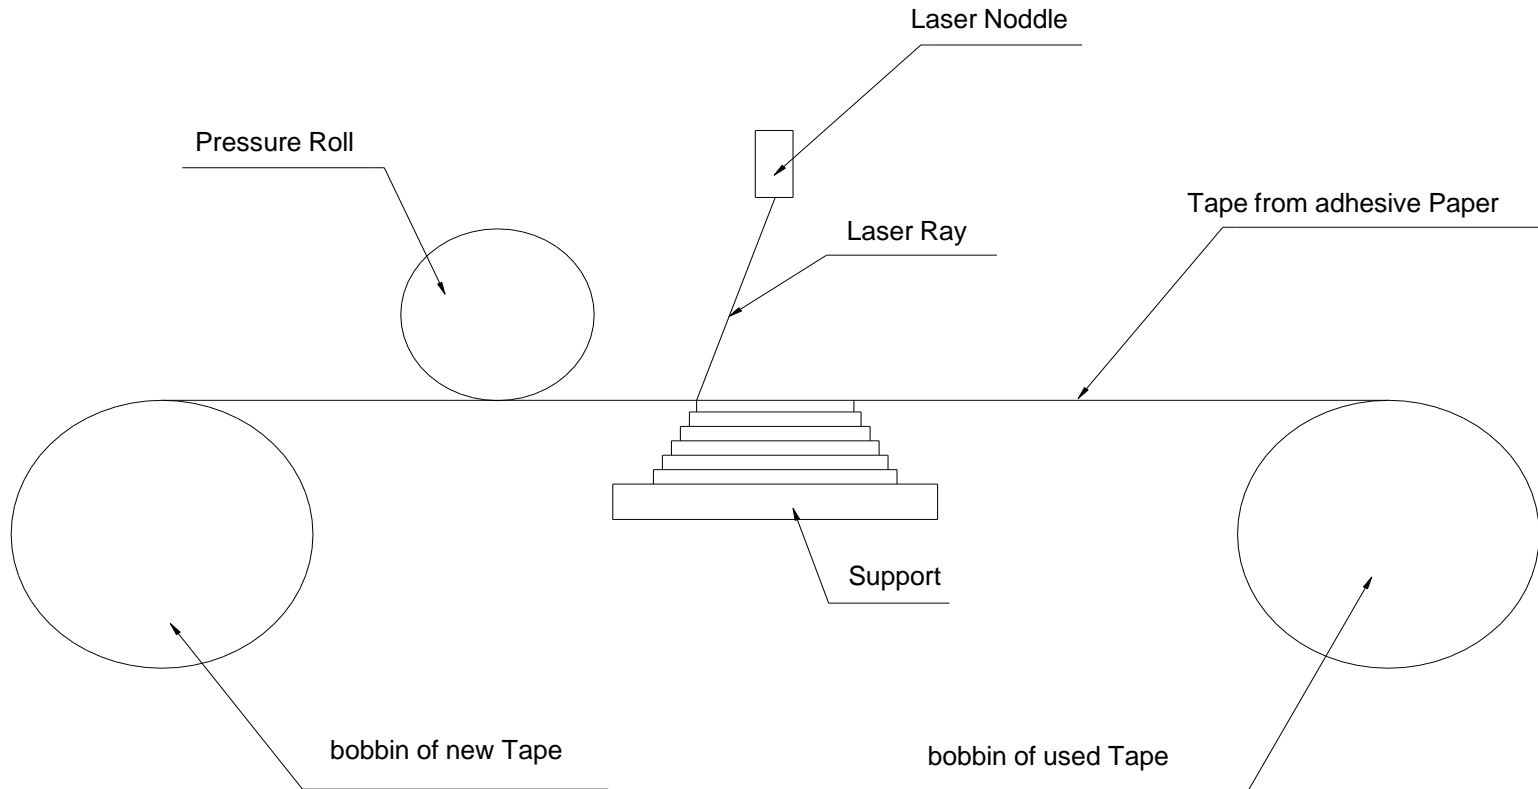 Laser Noddle
Pressure Roll
Tape from adhesive Paper
Laser Ray
Support
bobbin of new Tape
bobbin of used Tape